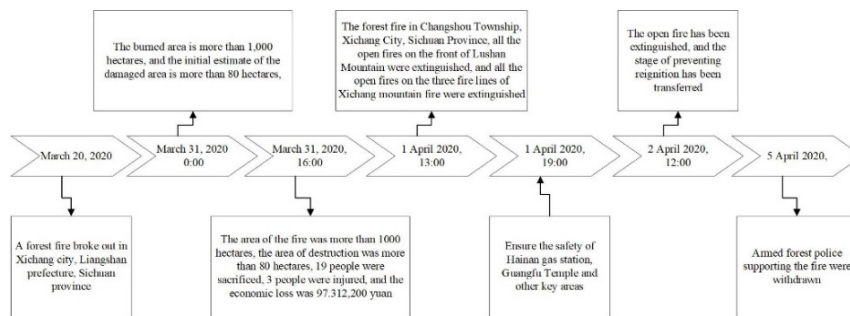 The burned area is more than 1,000
hectares, and the initial estimate of the
damaged area is more than 80 hectares,
The forest fire in Changshou Township,
Xichang City, Sichuan Province, all the
open fires on the front of Lushan
Mountain were extinguished, and all the
open fires on the three fire lines of
Xichang mountain fire were extinguished
The open fire has been
extinguished, and the
stage of preventing
reignition has been
transferred
March 20, 2020
March 31, 2020
0:00
March 31, 2020,
16:00
1 April 2020,
13:00
1 April 2020,
19:00
2 April 2020,
12:00
5 April 2020,
A forest fire broke out in
Xichang city, Liangshan
prefecture, Sichuan
province
The area of the fire was more than 1000
hectares, the area of destruction was more
than 80 hectares, 19 people were
sacrificed, 3 people were injured, and the
economic loss was 97.312,200 yuan
Ensure the safety of
Hainan gas station,
Guangfu Temple and
other key areas
Armed forest police
supporting the fire were
withdrawn